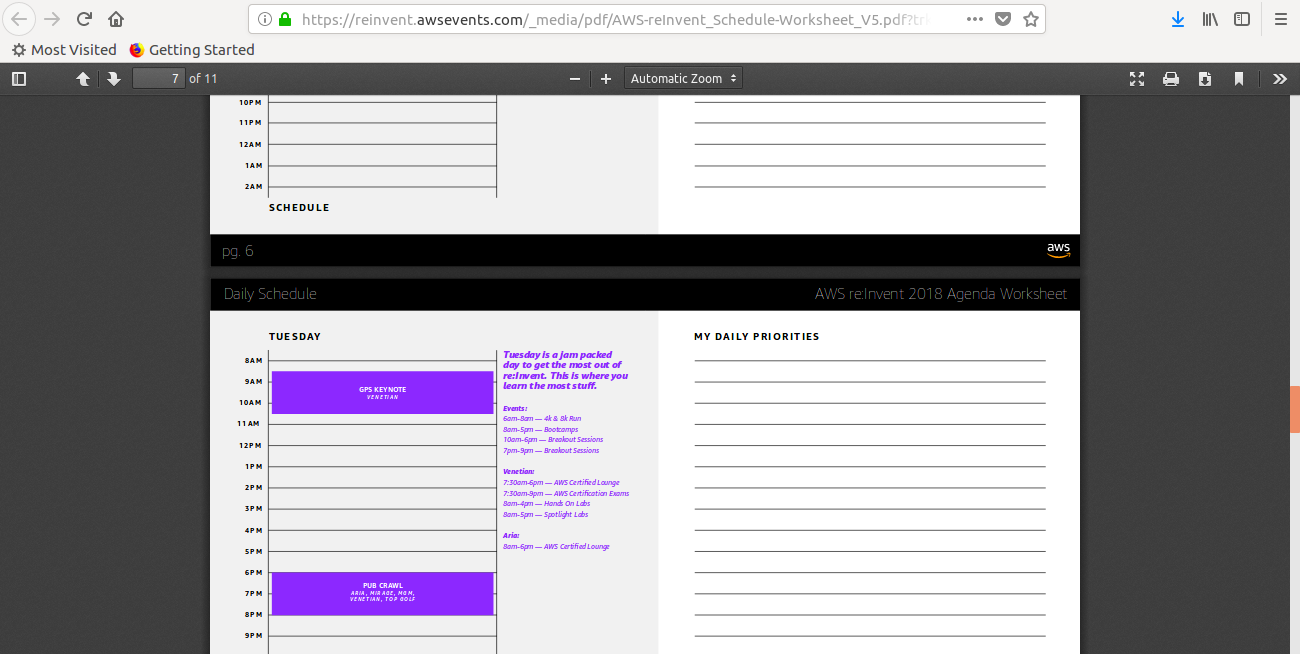 https://reinvent.awsevents.com/_media/pdf/AWS-reInvent_Schedule-Worksheet_V5.pdf?tr
Most Visited
Getting Started
7 of 11
Automatic Zoom
10PM
11PM
12AM
1AM
2AM
SCHEDULE
pg. 6
aws
Daily Schedule
AWS re:Invent 2018 Agenda Worksheet
TUESDAY
8AM
9AM
10AM
11AM
12PM
1PM
2PM
3PM
4PM
5PM
6PM
7PM
8PM
9PM
GPS KEYNOTE
VENETIAN
PUB CRAWL
ARIA, MIRAGE, MGM,
VENETIAN, TOP GOLF
Tuesday is a jam packed
day to get the most out of
re:Invent. This is where you
learn the most stuff.
Events:
6am-8am — 4k & 8k Run
8am-5pm — Bootcamps
10am-6pm — Breakout Sessions
7pm-9pm — Breakout Sessions
Venetian:
7:30am-6pm — AWS Certified Lounge
7:30am-9pm — AWS Certification Exams
8am-4pm — Hands On Labs
8am-5pm — Spotlight Labs
Aria:
8am-6pm — AWS Certified Lounge
MY DAILY PRIORITIES